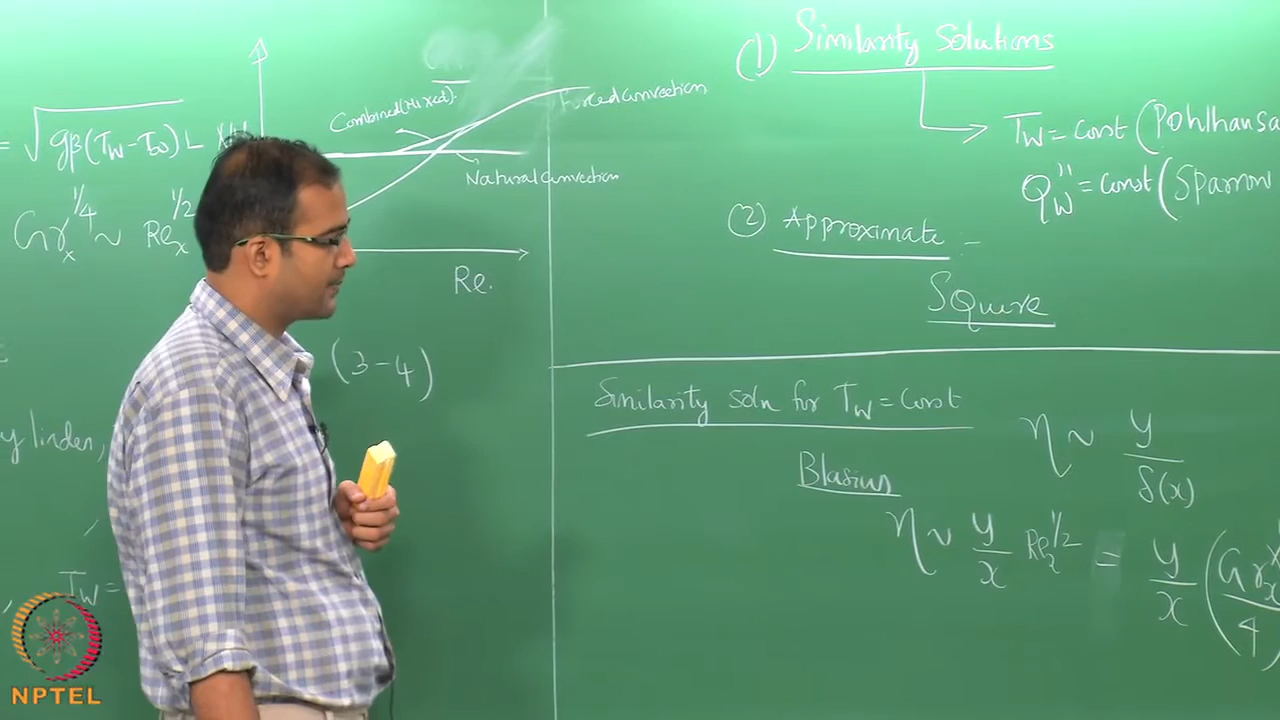 = √gβ(Tw-T∞)L
Grx^1/4 ~ Rex^1/2
Combined(Mixed).
Forced convection
Natural convection
Re.
(3-4)
ylinder,
Tw =
(1) Similarity Solutions
Tw = const (Pohlhausa
Qw'' = const (Sparrow
(2) Approximate -
Squire
Similarity soln for Tw = Const
η ~ y/δ(x)
Blasius
η ~ y/x Rex^1/2 = y/x (Grx/4
NPTEL